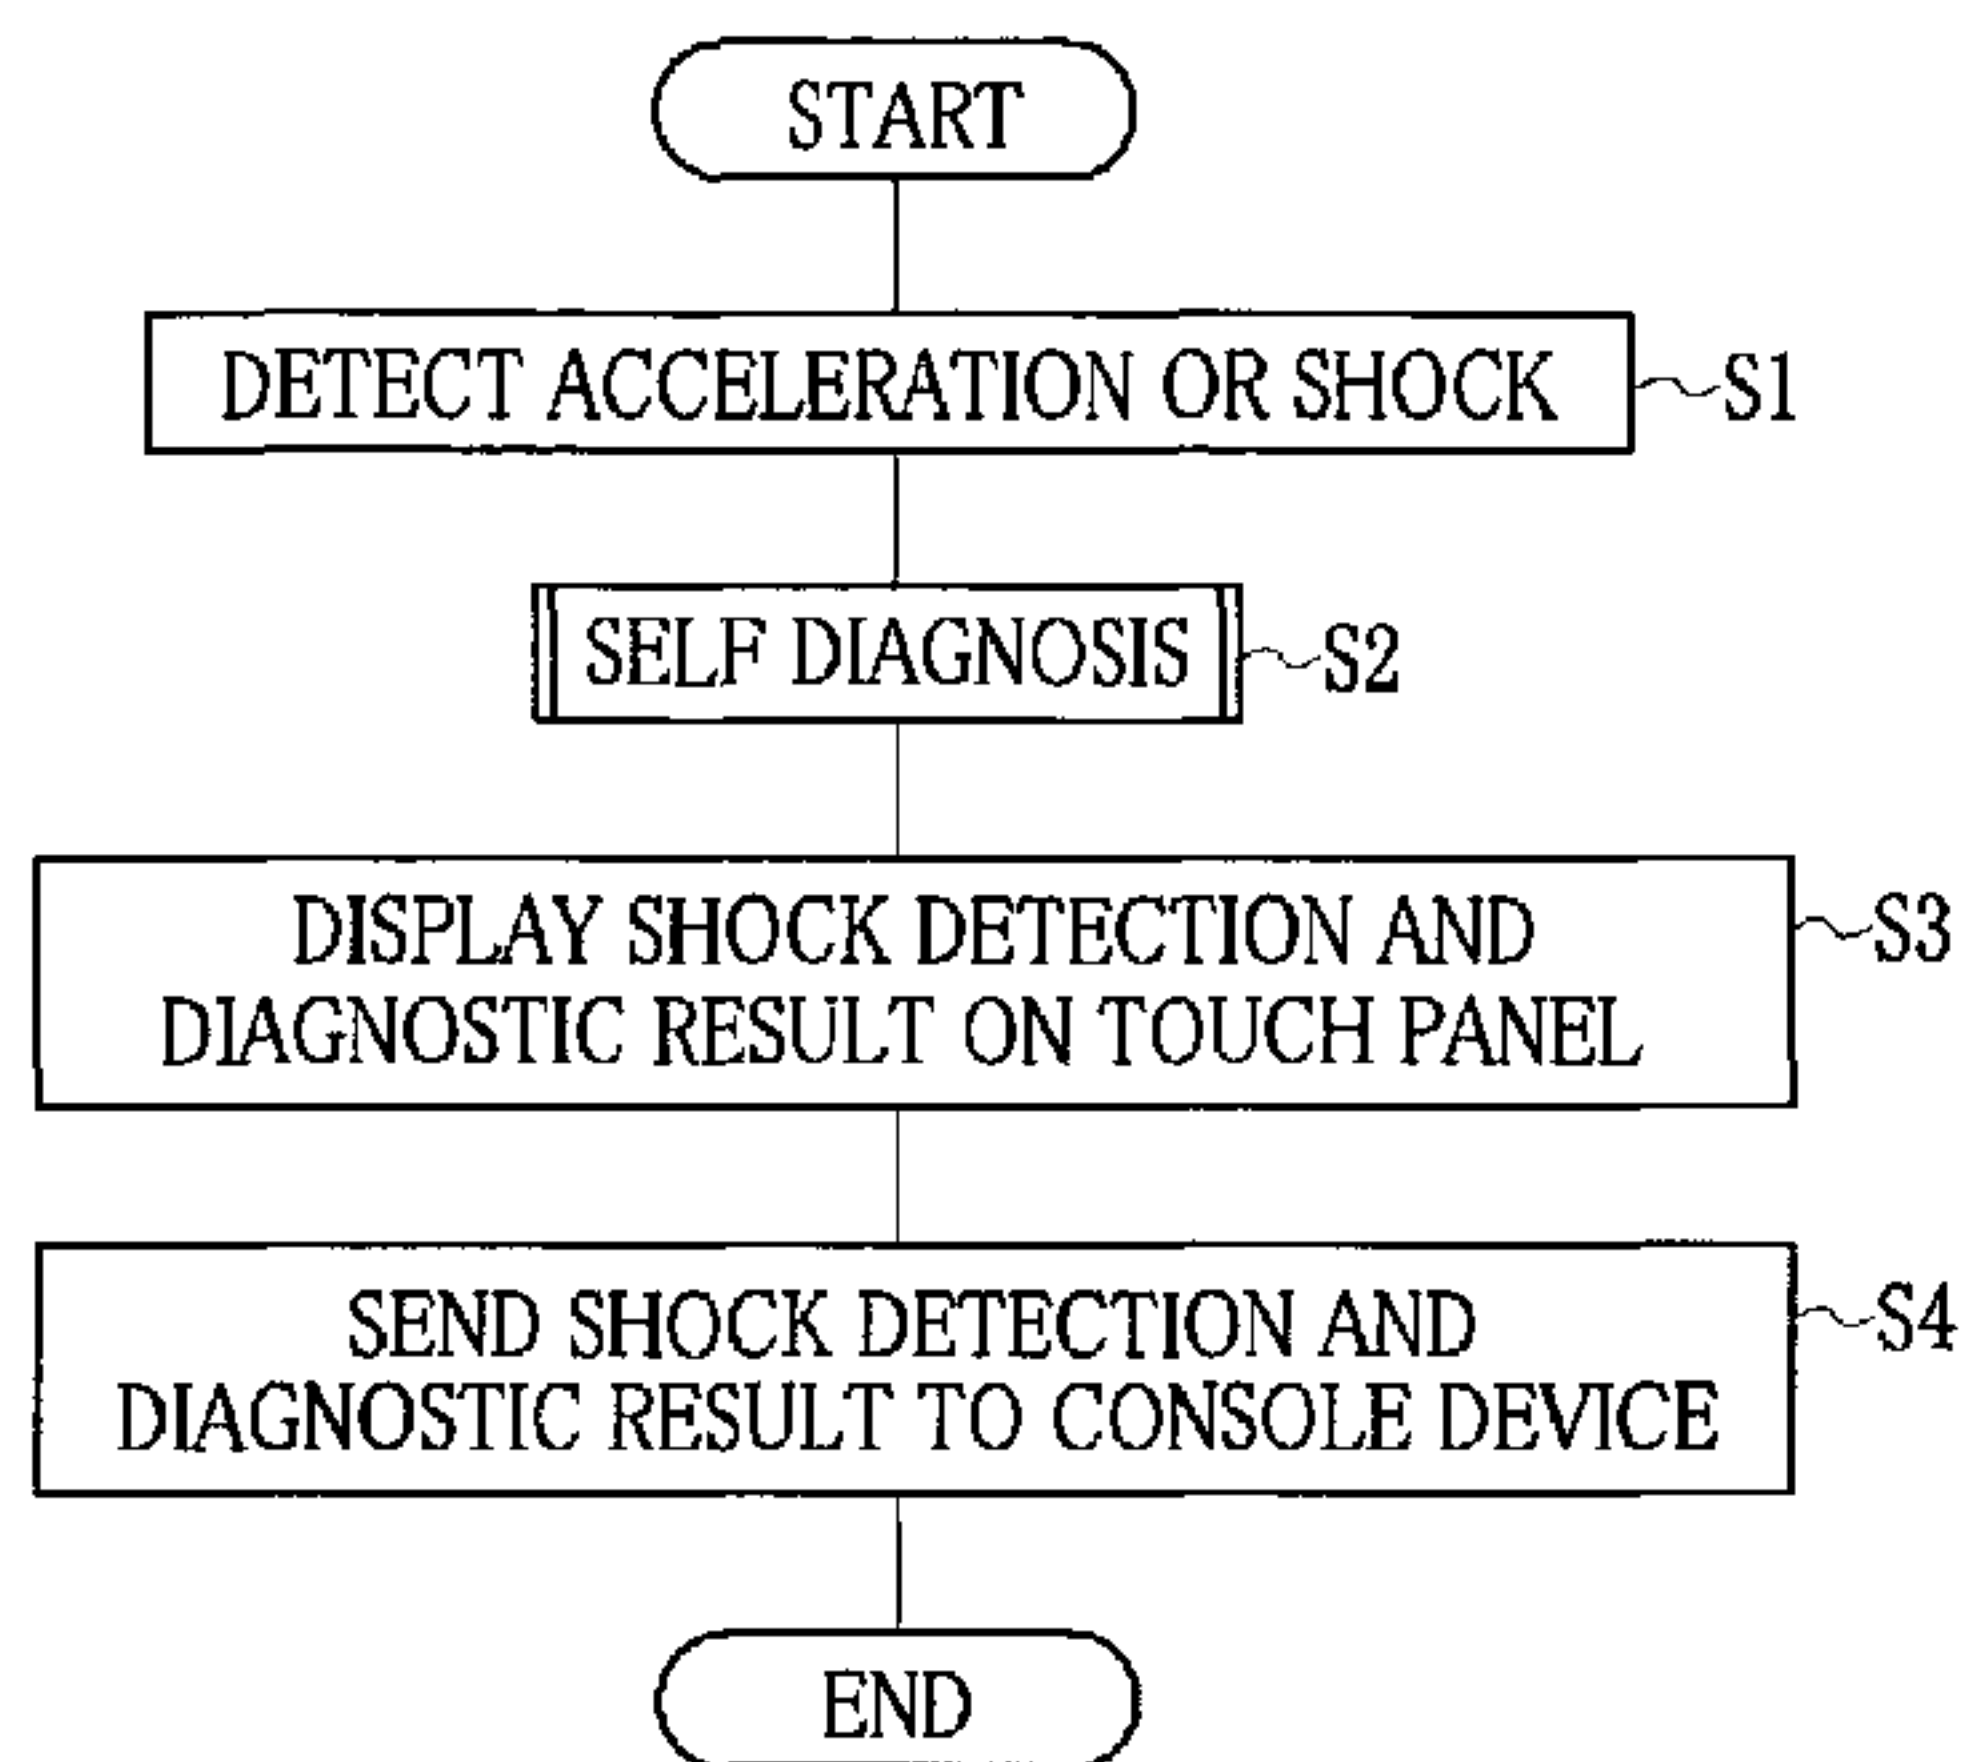 START
DETECT ACCELERATION OR SHOCK
S1
SELF DIAGNOSIS
S2
DISPLAY SHOCK DETECTION AND
DIAGNOSTIC RESULT ON TOUCH PANEL
S3
SEND SHOCK DETECTION AND
DIAGNOSTIC RESULT TO CONSOLE DEVICE
S4
END